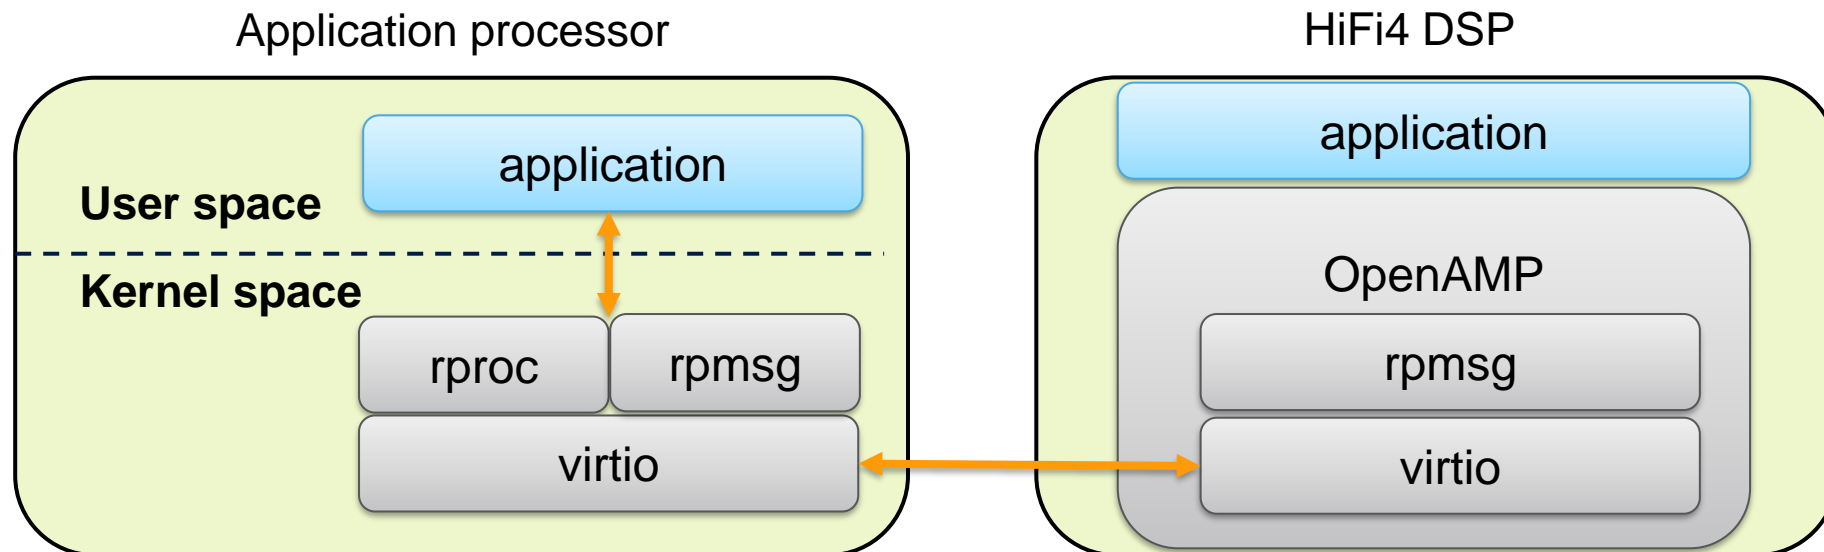 Application processor
application
User space
Kernel space
rproc
rpmsg
virtio
HiFi4 DSP
application
OpenAMP
rpmsg
virtio